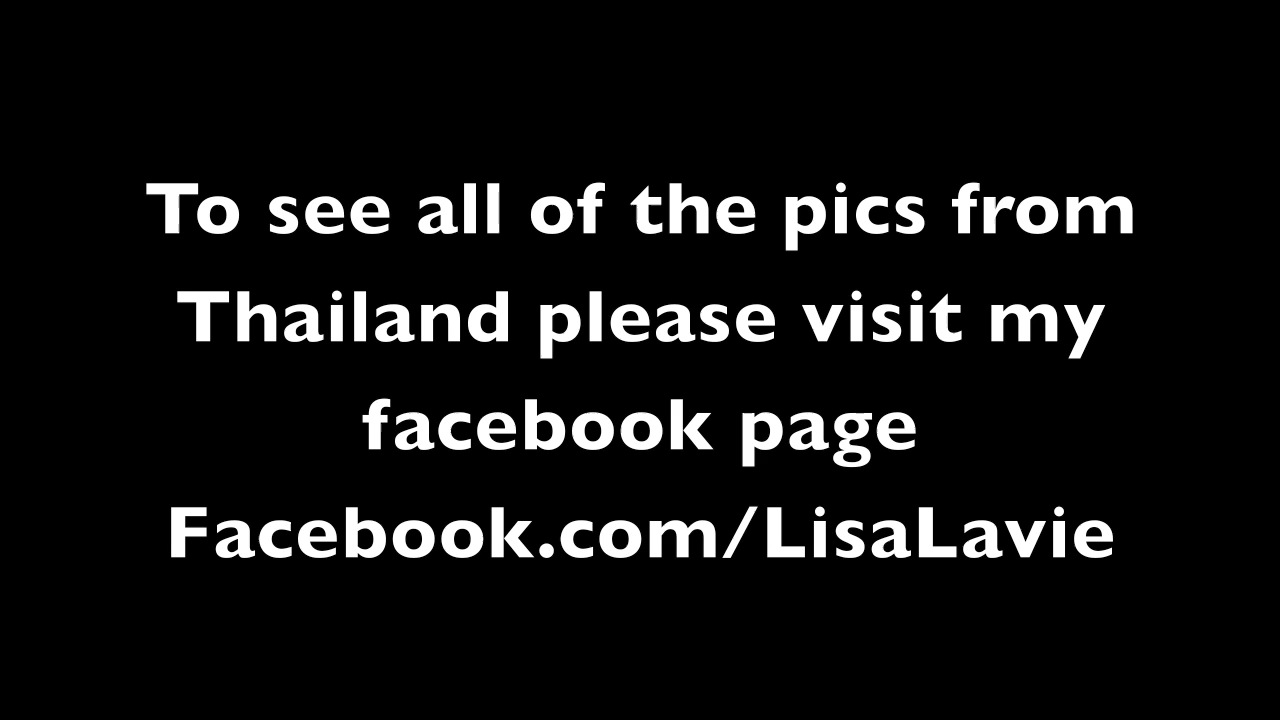 To see all of the pics from
Thailand please visit my
facebook page
Facebook.com/LisaLavie